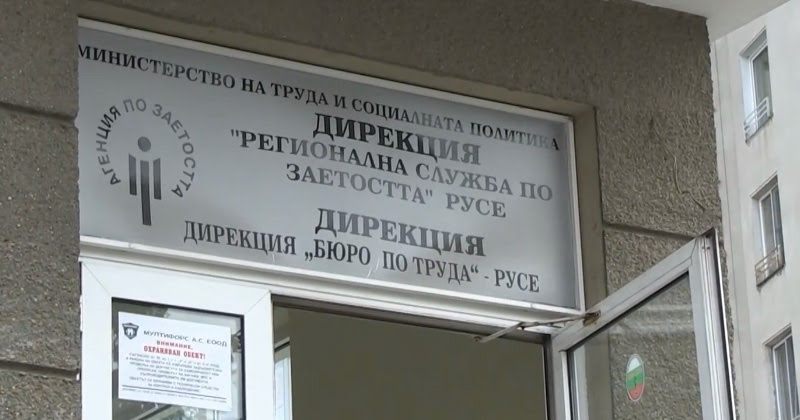 МИНИСТЕРСТВО НА ТРУДА И СОЦИАЛНАТА ПОЛИТИКА
АГЕНЦИЯ ПО ЗАЕТОСТТА
ДИРЕКЦИЯ
"РЕГИОНАЛНА СЛУЖБА ПО
ЗАЕТОСТТА" РУСЕ
ДИРЕКЦИЯ
ДИРЕКЦИЯ „БЮРО ПО ТРУДА“ - РУСЕ
МУЛТИФОРС А.С. ЕООД
ВНИМАНИЕ,
ОХРАНЯВАН ОБЕКТ!